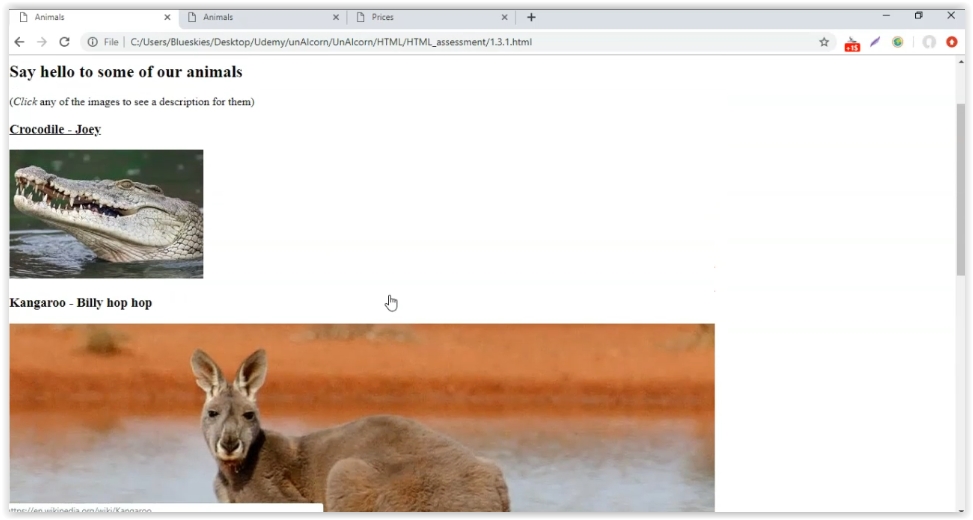 Animals
Animals
Prices
File | C:/Users/Blueskies/Desktop/Udemy/unAlcorn/UnAlcorn/HTML/HTML_assessment/1.3.1.html
+1$
Say hello to some of our animals
(Click any of the images to see a description for them)
Crocodile - Joey
Kangaroo - Billy hop hop
https://en.wikipedia.org/wiki/Kangaroo